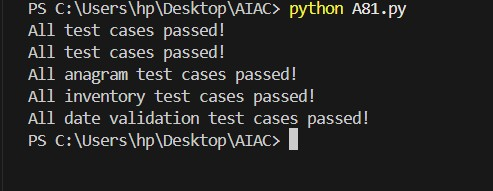 PS C:\Users\hp\Desktop\AIAC> python A81.py
All test cases passed!
All test cases passed!
All anagram test cases passed!
All inventory test cases passed!
All date validation test cases passed!
PS C:\Users\hp\Desktop\AIAC>